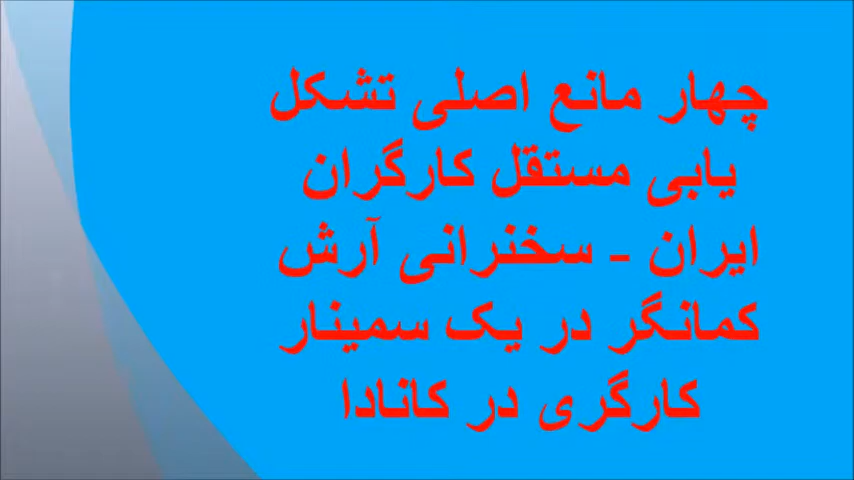 چهار مانع اصلی تشکل
یابی مستقل کارگران
ایران - سخنرانی آرش
کمانگر در یک سمینار
کارگری در کانادا